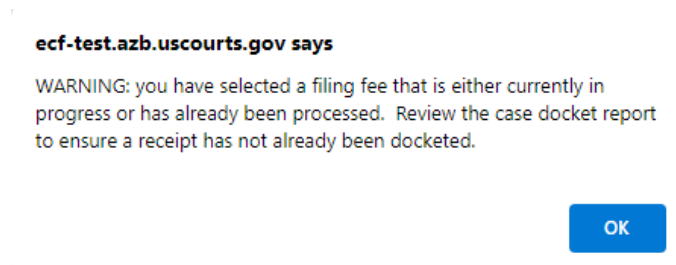 ecf-test.azb.uscourts.gov says
WARNING: you have selected a filing fee that is either currently in
progress or has already been processed.  Review the case docket report
to ensure a receipt has not already been docketed.
OK